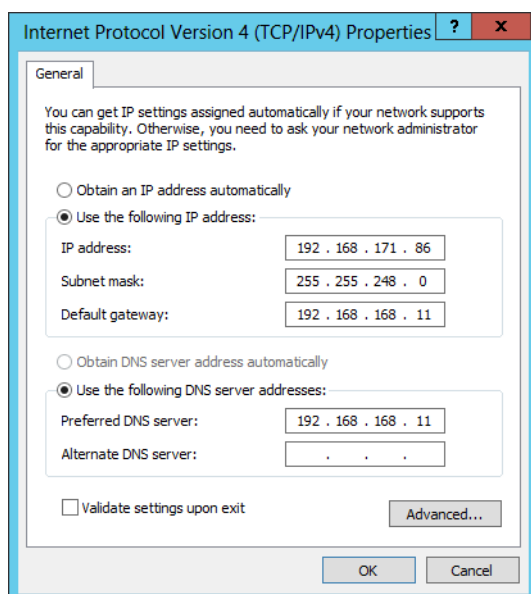 Internet Protocol Version 4 (TCP/IPv4) Properties ? x
General
You can get IP settings assigned automatically if your network supports
this capability. Otherwise, you need to ask your network administrator
for the appropriate IP settings.
Obtain an IP address automatically
Use the following IP address:
IP address: 192 . 168 . 171 . 86
Subnet mask: 255 . 255 . 248 . 0
Default gateway: 192 . 168 . 168 . 11
Obtain DNS server address automatically
Use the following DNS server addresses:
Preferred DNS server: 192 . 168 . 168 . 11
Alternate DNS server: . . .
Validate settings upon exit
Advanced...
OK Cancel